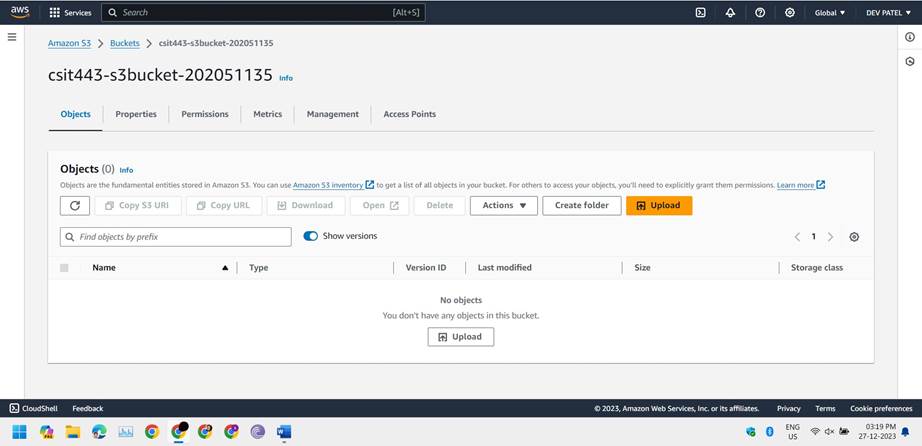 aws Services Search [Alt+S] Global DEV PATEL
Amazon S3 > Buckets > csit443-s3bucket-202051135
csit443-s3bucket-202051135 Info
Objects Properties Permissions Metrics Management Access Points
Objects (0) Info
Objects are the fundamental entities stored in Amazon S3. You can use Amazon S3 inventory to get a list of all objects in your bucket. For others to access your objects, you'll need to explicitly grant them permissions. Learn more
Copy S3 URI Copy URL Download Open Delete Actions Create folder Upload
Find objects by prefix Show versions 1
Name Type Version ID Last modified Size Storage class
No objects
You don't have any objects in this bucket.
Upload
CloudShell Feedback © 2023, Amazon Web Services, Inc. or its affiliates. Privacy Terms Cookie preferences
ENG 03:19 PM
US 27-12-2023